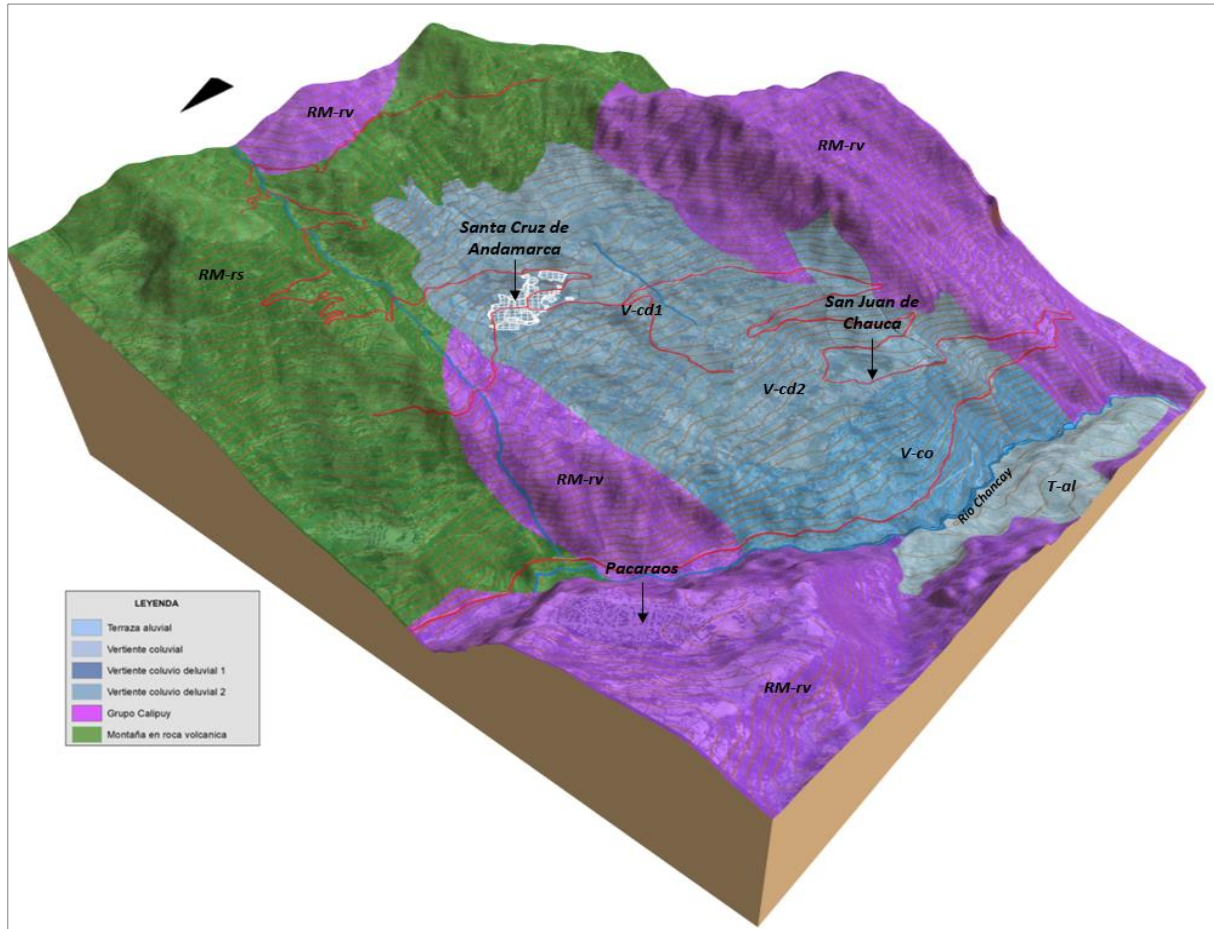 RM-rv
RM-rv
Santa Cruz de
Andamarca
RM-rs
V-cd1
San Juan de
Chauca
V-cd2
V-co
T-al
Río Chancay
RM-rv
Pacaraos
RM-rv
LEYENDA
Terraza aluvial
Vertiente coluvial
Vertiente coluvio deluvial 1
Vertiente coluvio deluvial 2
Grupo Calipuy
Montaña en roca volcanica